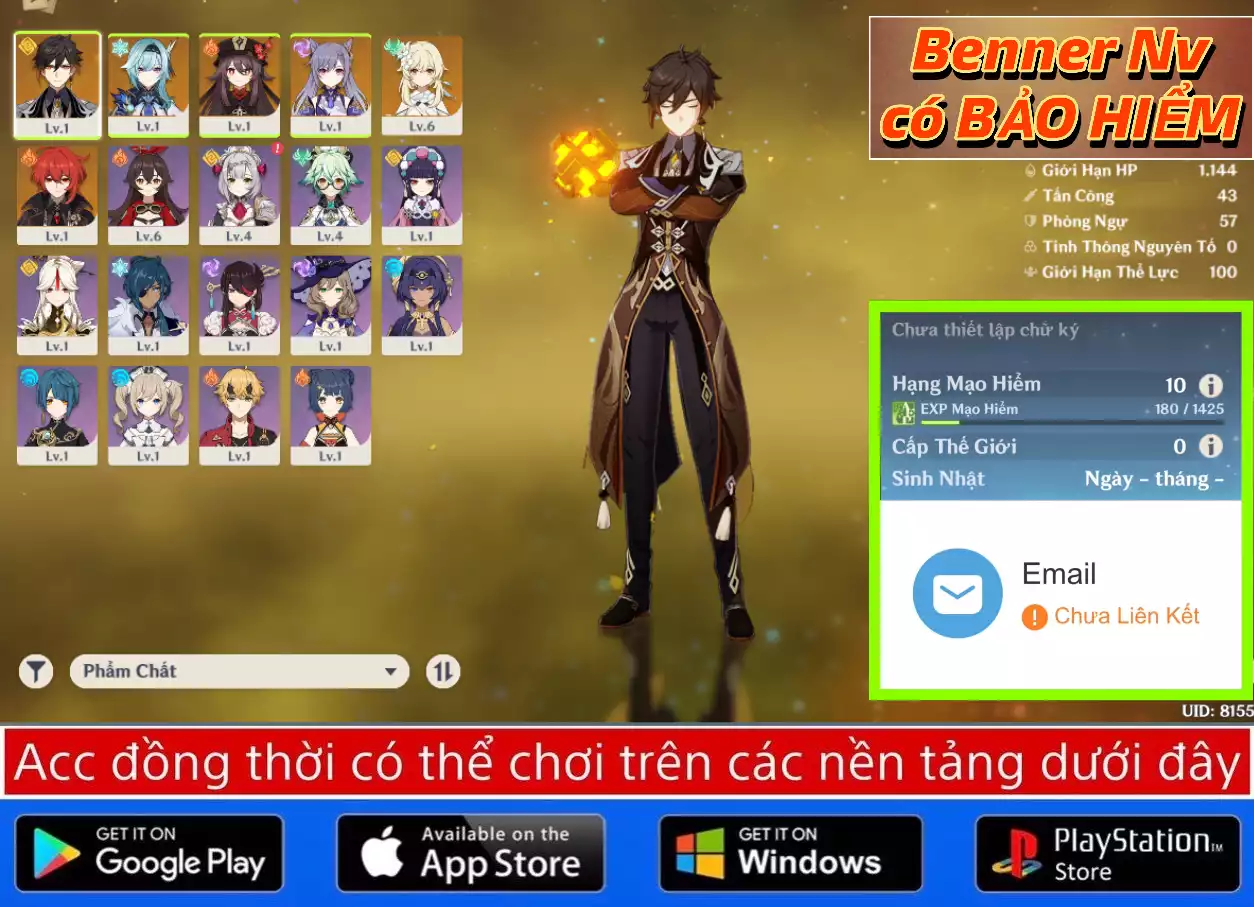 Lv.1
Lv.1
Lv.1
Lv.1
Lv.6
Lv.1
Lv.6
Lv.4
Lv.4
Lv.1
Lv.1
Lv.1
Lv.1
Lv.1
Lv.1
Lv.1
Lv.1
Lv.1
Lv.1
Phẩm Chất
Benner Nv
có BẢO HIỂM
Giới Hạn HP 1.144
Tấn Công 43
Phòng Ngự 57
Tinh Thông Nguyên Tố 0
Giới Hạn Thể Lực 100
Chưa thiết lập chữ ký
Hạng Mạo Hiểm 10
EXP Mạo Hiểm 180 / 1425
Cấp Thế Giới 0
Sinh Nhật Ngày - tháng -
Email
Chưa Liên Kết
UID: 8155
Acc đồng thời có thể chơi trên các nền tảng dưới đây
GET IT ON
Google Play
Available on the
App Store
GET IT ON
Windows
PlayStation™
Store